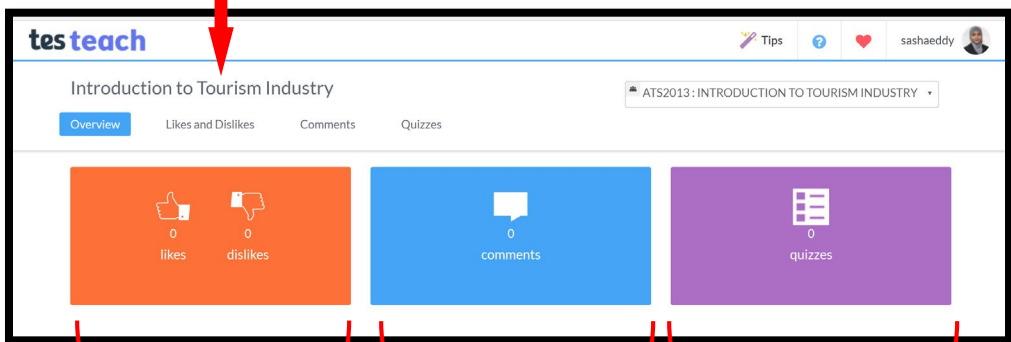 tes teach
Tips
sashaeddy
Introduction to Tourism Industry
ATS2013 : INTRODUCTION TO TOURISM INDUSTRY
Overview Likes and Dislikes Comments Quizzes
0 0
likes dislikes
0
comments
0
quizzes